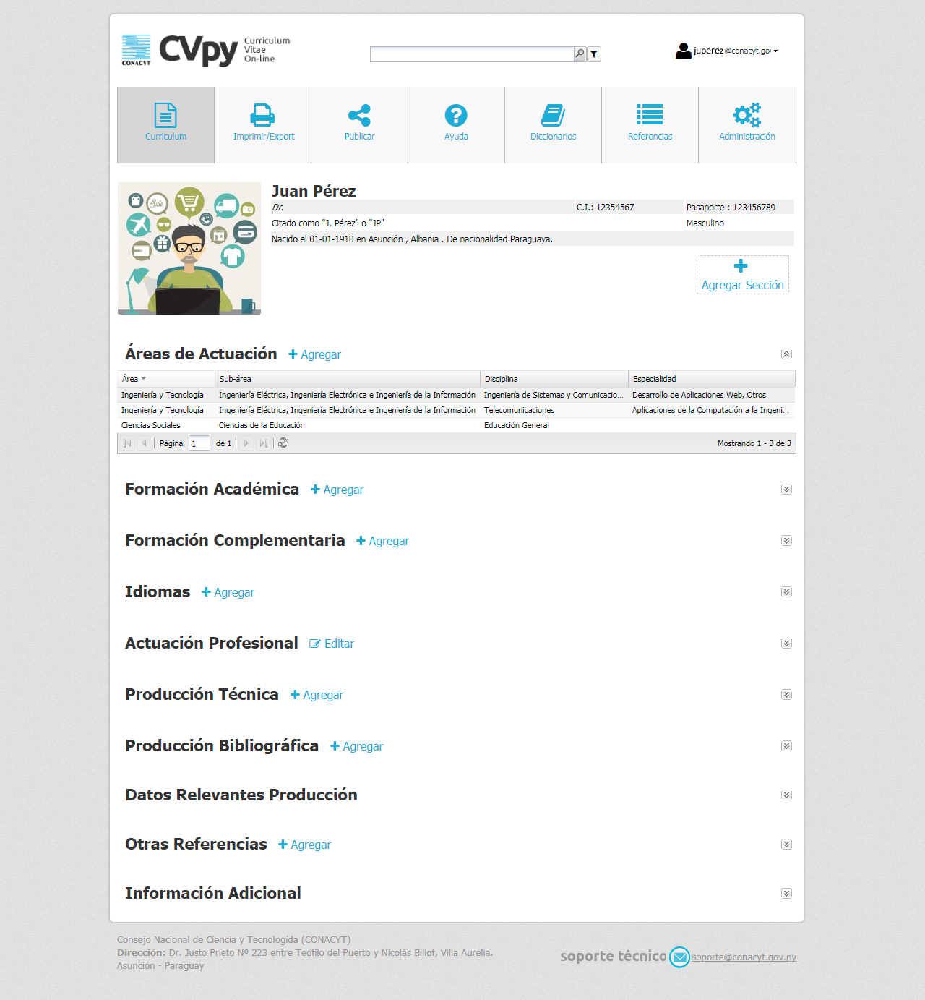 CONACYT
CVpy
Curriculum
Vitae
On-line
juperez@conacyt.gov
Curriculum
Imprimir/Export
Publicar
Ayuda
Diccionarios
Referencias
Administración
Sale
Juan Pérez
Dr.
C.I.: 12354567
Pasaporte : 123456789
Citado como "J. Pérez" o "JP"
Masculino
Nacido el 01-01-1910 en Asunción , Albania . De nacionalidad Paraguaya.
Agregar Sección
Áreas de Actuación
Agregar
Área
Sub-área
Disciplina
Especialidad
Ingeniería y Tecnología
Ingeniería Eléctrica, Ingeniería Electrónica e Ingeniería de la Información
Ingeniería de Sistemas y Comunicacio...
Desarrollo de Aplicaciones Web, Otros
Ingeniería y Tecnología
Ingeniería Eléctrica, Ingeniería Electrónica e Ingeniería de la Información
Telecomunicaciones
Aplicaciones de la Computación a la Ingeni...
Ciencias Sociales
Ciencias de la Educación
Educación General
Página 1 de 1
Mostrando 1 - 3 de 3
Formación Académica
Agregar
Formación Complementaria
Agregar
Idiomas
Agregar
Actuación Profesional
Editar
Producción Técnica
Agregar
Producción Bibliográfica
Agregar
Datos Relevantes Producción
Otras Referencias
Agregar
Información Adicional
Consejo Nacional de Ciencia y Tecnologída (CONACYT)
Dirección: Dr. Justo Prieto Nº 223 entre Teófilo del Puerto y Nicolás Billof, Villa Aurelia.
Asunción - Paraguay
soporte técnico
soporte@conacyt.gov.py